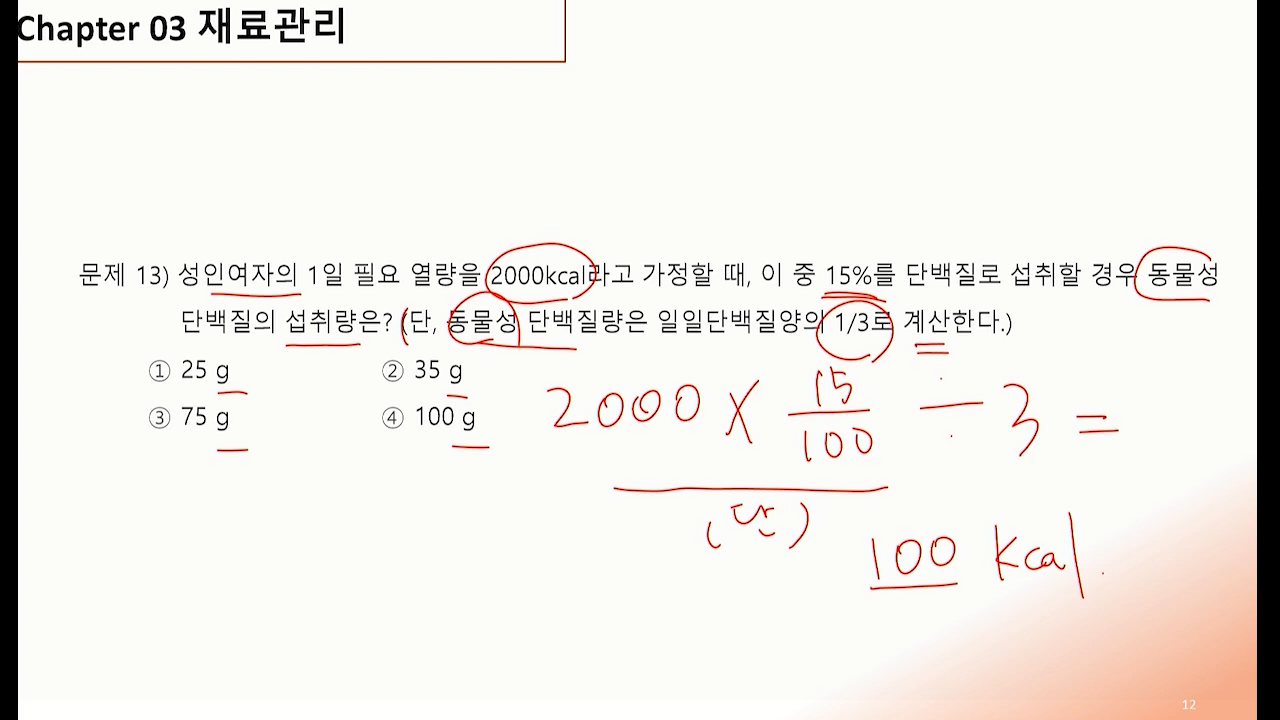 Chapter 03 재료관리
문제 13) 성인여자의 1일 필요 열량을 2000kcal라고 가정할 때, 이 중 15%를 단백질로 섭취할 경우 동물성
단백질의 섭취량은? (단, 동물성 단백질량은 일일단백질양의 1/3로 계산한다.)
① 25 g ② 35 g
③ 75 g ④ 100 g
2000 × 15/100 ÷ 3 =
(단)
100 Kcal
12